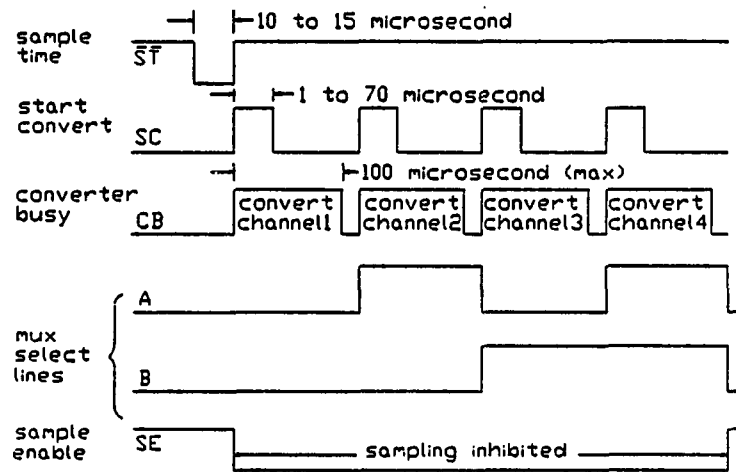 10 to 15 microsecond
sample
time
S̅T̅
1 to 70 microsecond
start
convert
SC
100 microsecond (max)
converter
busy
CB
convert
channel1
convert
channel2
convert
channel3
convert
channel4
A
mux
select
lines
B
sample
enable
SE
sampling inhibited